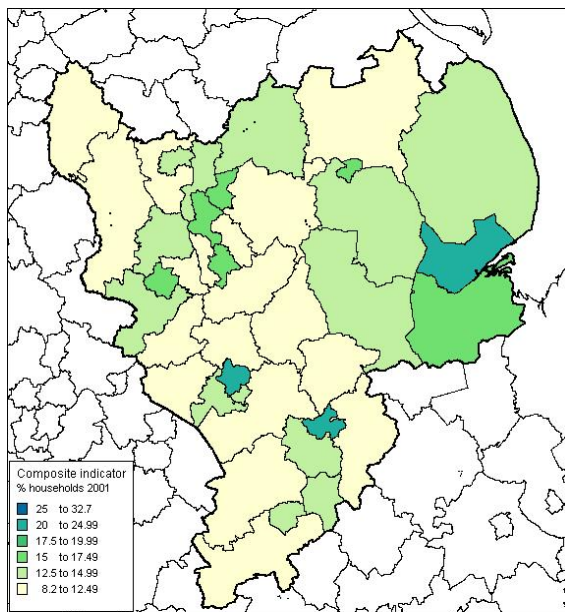 Composite indicator
% households 2001
25 to 32.7
20 to 24.99
17.5 to 19.99
15 to 17.49
12.5 to 14.99
8.2 to 12.49